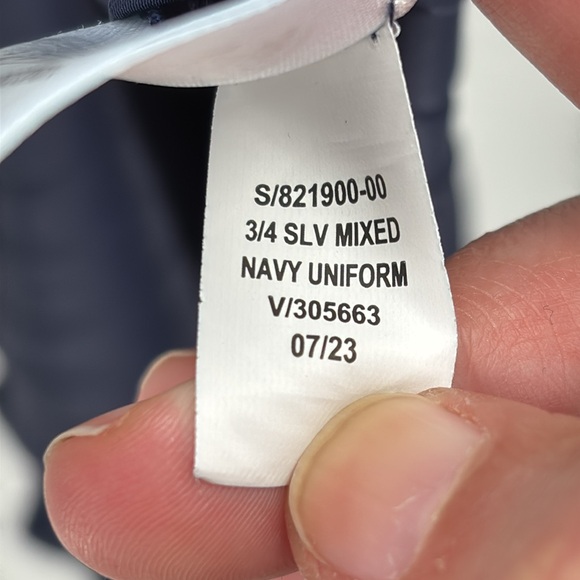 S/821900-00
3/4 SLV MIXED
NAVY UNIFORM
V/305663
07/23